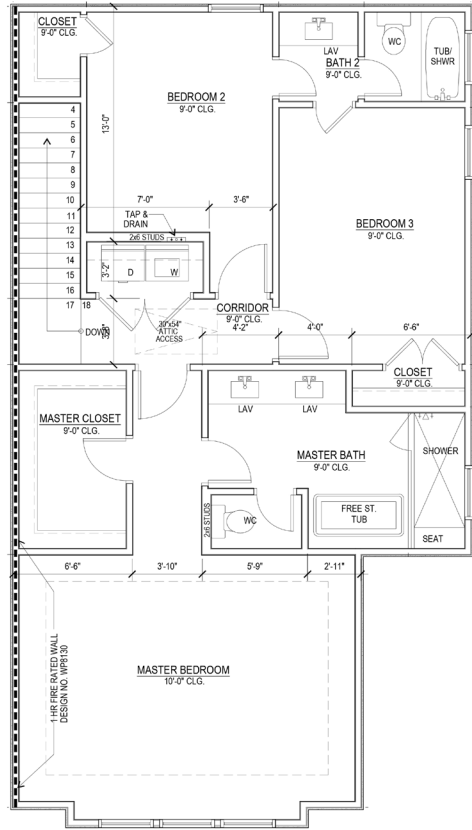 CLOSET
9'-0" CLG.
LAV
BATH 2
9'-0" CLG.
WC
TUB/
SHWR
BEDROOM 2
9'-0" CLG.
13'-0"
4
5
6
7
8
9
10
11
12
13
14
15
16
17 18
DOWN
7'-0"
3'-6"
TAP &
DRAIN
2x6 STUDS
3'-2"
D
W
BEDROOM 3
9'-0" CLG.
CORRIDOR
9'-0" CLG.
30"x54"
ATTIC
ACCESS
4'-2"
4'-0"
6'-6"
CLOSET
9'-0" CLG.
MASTER CLOSET
9'-0" CLG.
LAV
LAV
MASTER BATH
9'-0" CLG.
SHOWER
2x6 STUDS
WC
FREE ST.
TUB
SEAT
6'-6"
3'-10"
5'-9"
2'-11"
1 HR FIRE RATED WALL
DESIGN NO. WP8130
MASTER BEDROOM
10'-0" CLG.